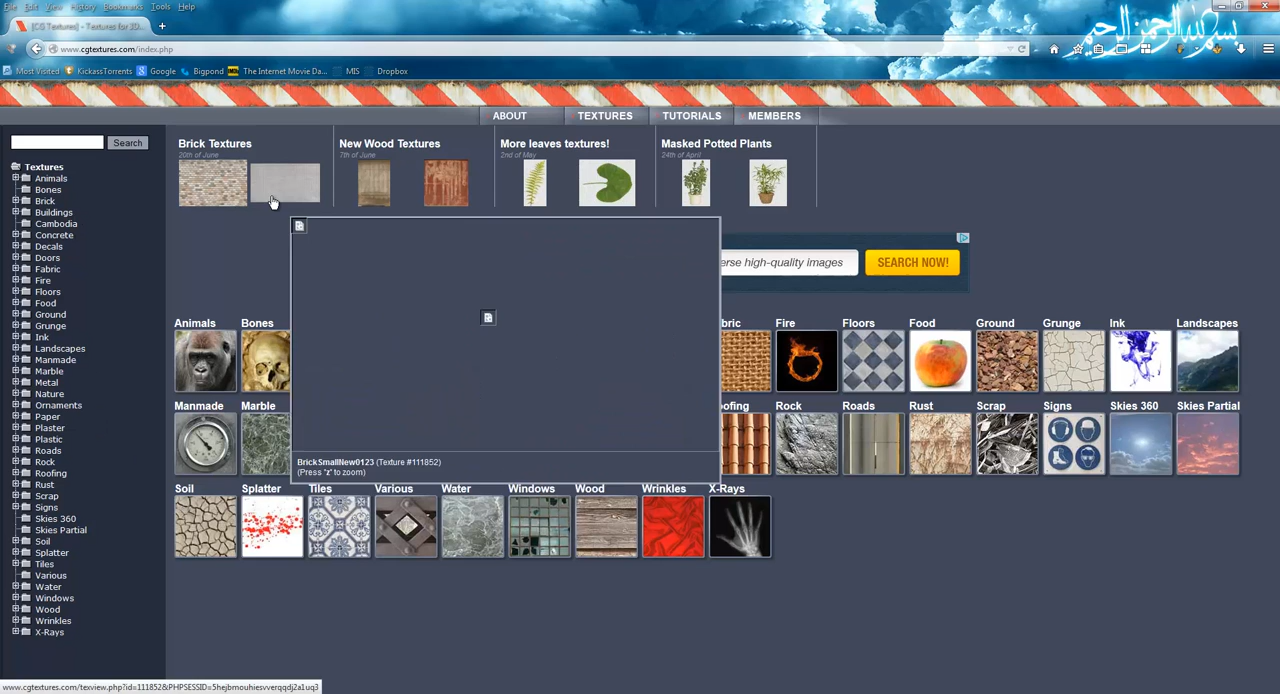 File Edit View History Bookmarks Tools Help
[CG Textures] - Textures for 3D...
بسم الله الرحمن الرحيم
www.cgtextures.com/index.php
Most Visited KickassTorrents Google Bigpond The Internet Movie Da... MIS Dropbox
ABOUT TEXTURES TUTORIALS MEMBERS
Search
Brick Textures
20th of June
New Wood Textures
7th of June
More leaves textures!
2nd of May
Masked Potted Plants
24th of April
Textures
Animals
Bones
Brick
Buildings
Cambodia
Concrete
Decals
Doors
Fabric
Fire
Floors
Food
Ground
Grunge
Ink
Landscapes
Manmade
Marble
Metal
Nature
Ornaments
Paper
Plaster
Plastic
Roads
Rock
Roofing
Rust
Scrap
Signs
Skies 360
Skies Partial
Soil
Splatter
Tiles
Various
Water
Windows
Wood
Wrinkles
X-Rays
erse high-quality images SEARCH NOW!
BrickSmallNew0123 (Texture #111852)
(Press 'z' to zoom)
Animals Bones bric Fire Floors Food Ground Grunge Ink Landscapes
Manmade Marble oofing Rock Roads Rust Scrap Signs Skies 360 Skies Partial
Soil Splatter Tiles Various Water Windows Wood Wrinkles X-Rays
www.cgtextures.com/texview.php?id=111852&PHPSESSID=5hejbmouhiesvverqqdj2a1uq3